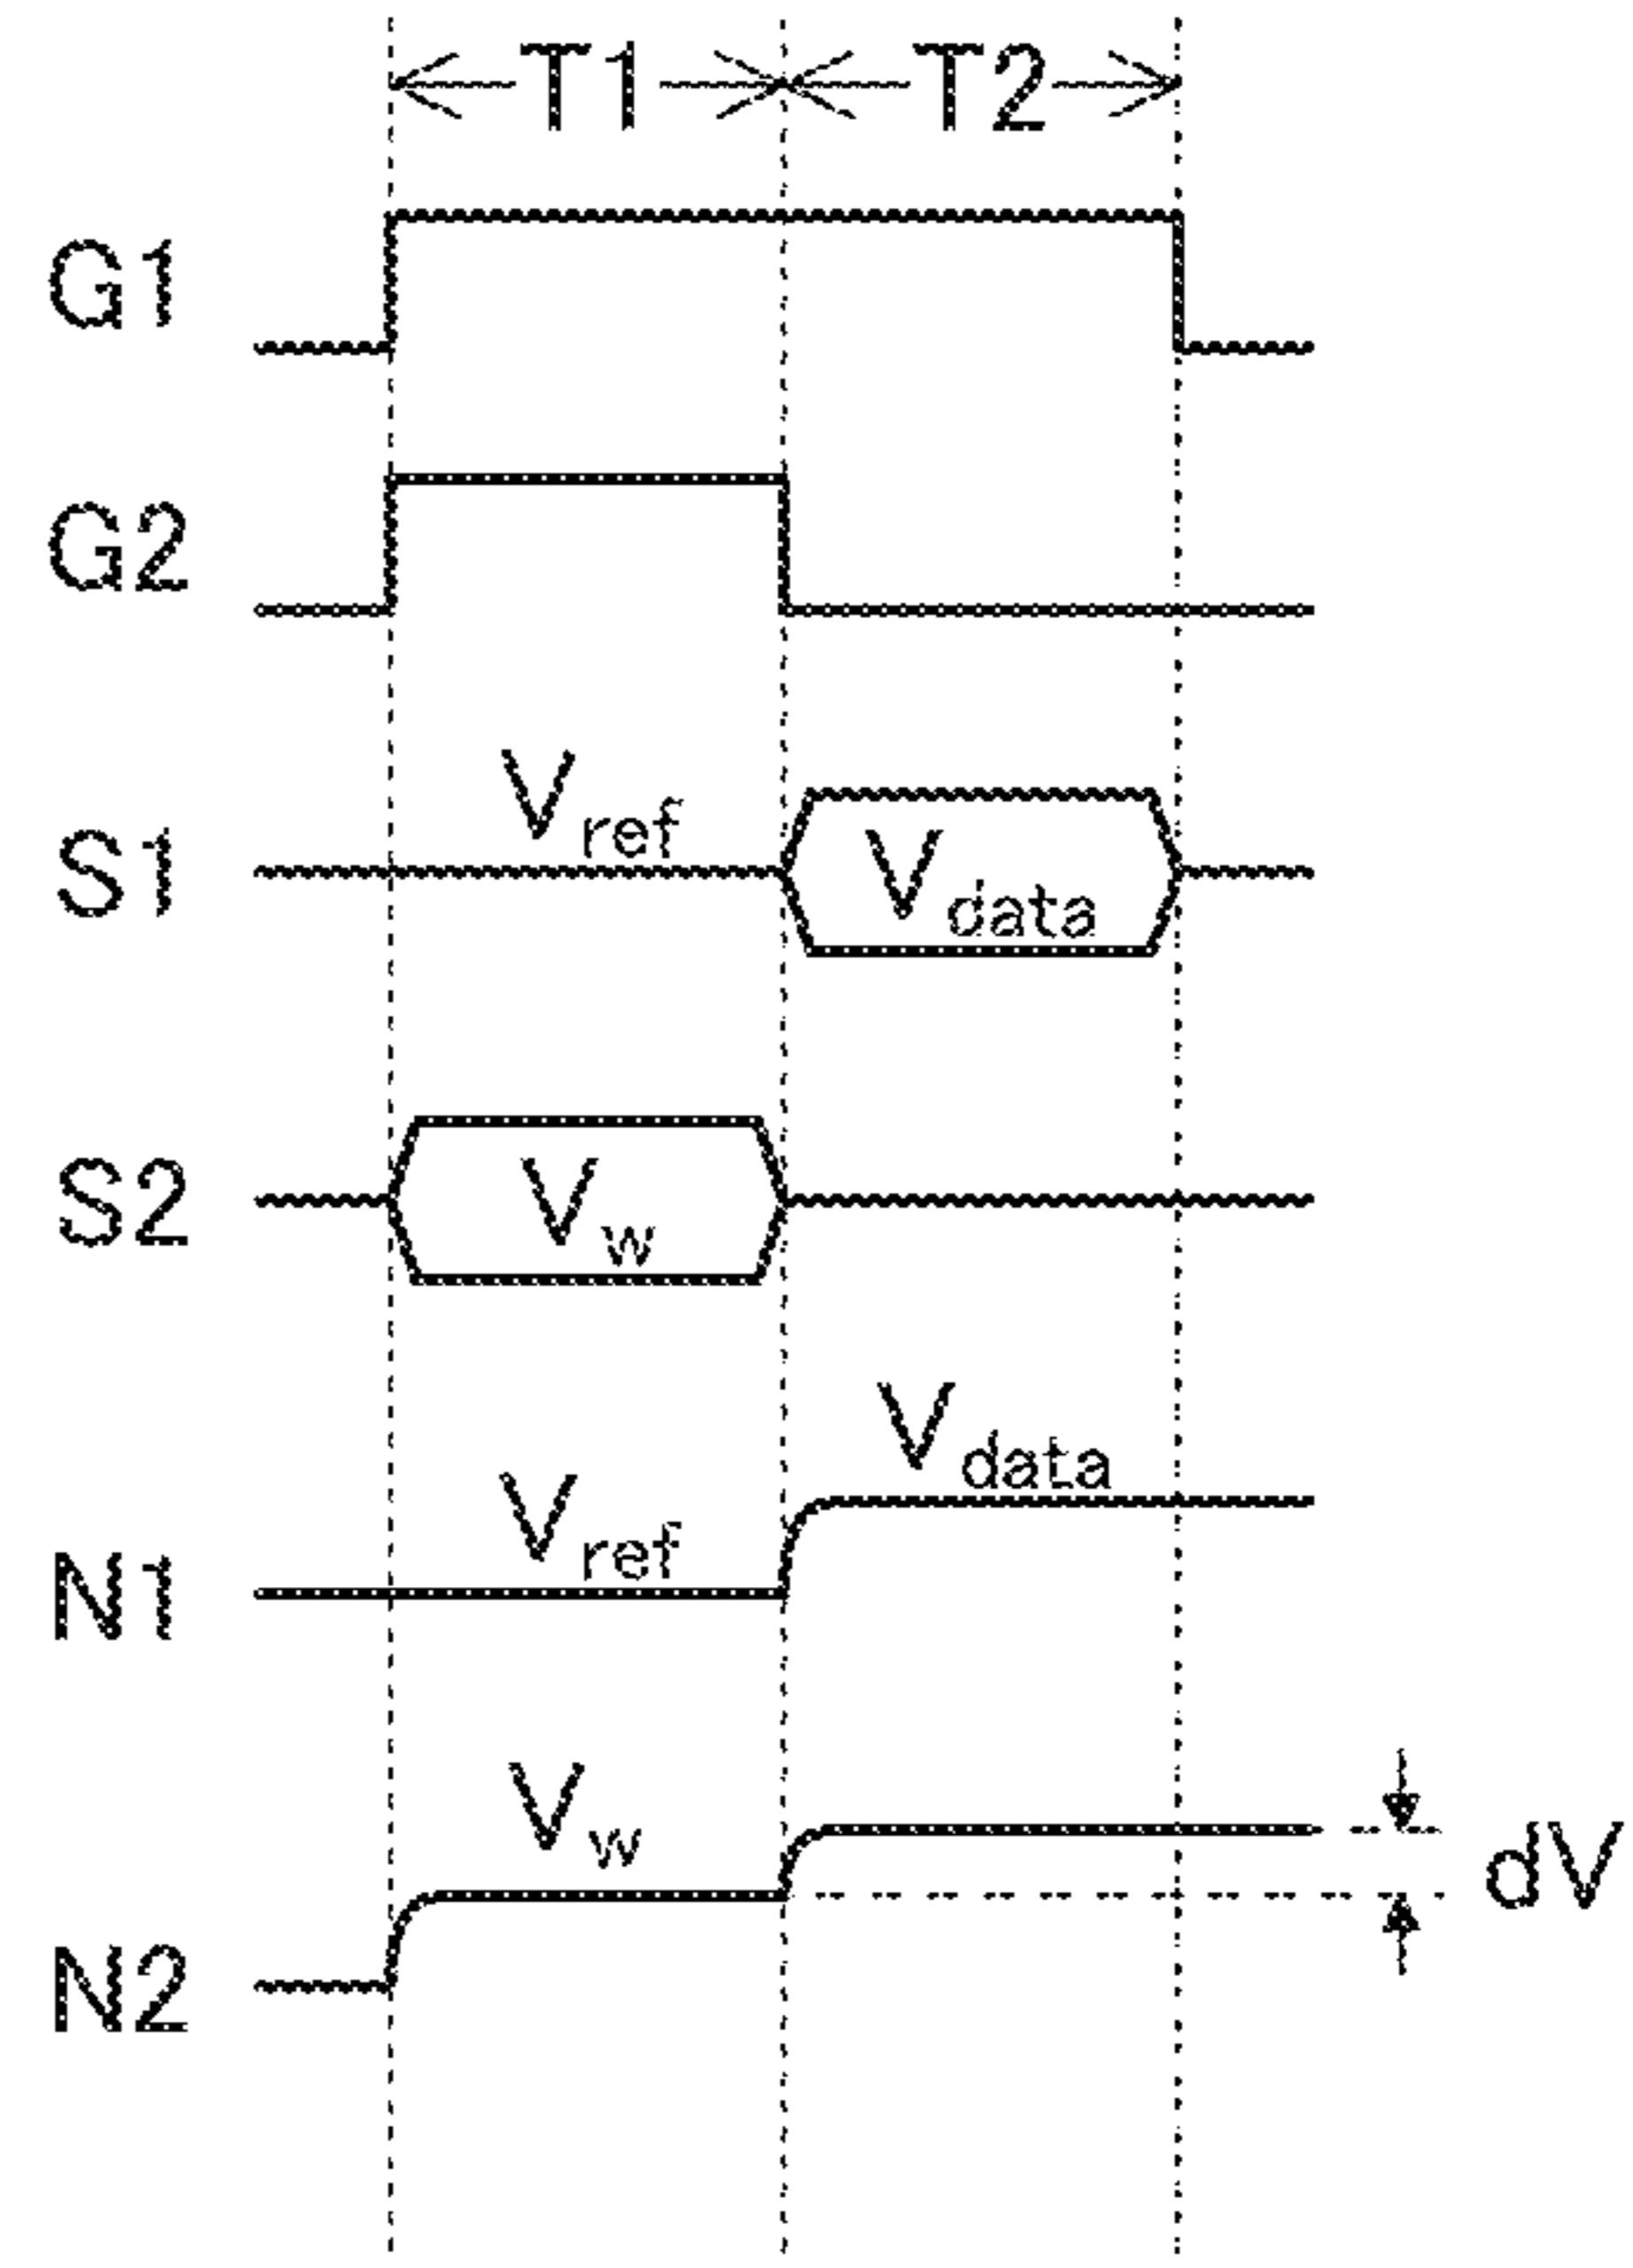 T1 T2
G1
G2
S1 Vref Vdata
S2 Vw
Vdata
N1 Vref
Vw
dV
N2